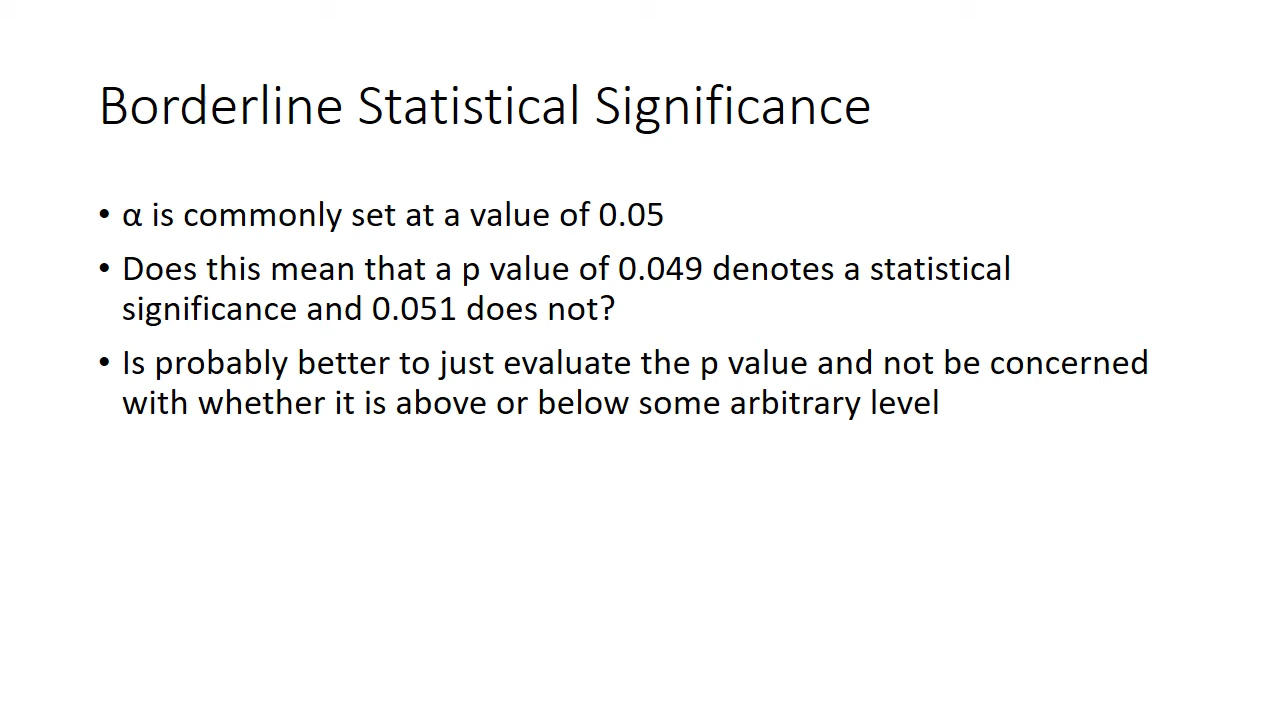 Borderline Statistical Significance
• α is commonly set at a value of 0.05
• Does this mean that a p value of 0.049 denotes a statistical
significance and 0.051 does not?
• Is probably better to just evaluate the p value and not be concerned
with whether it is above or below some arbitrary level